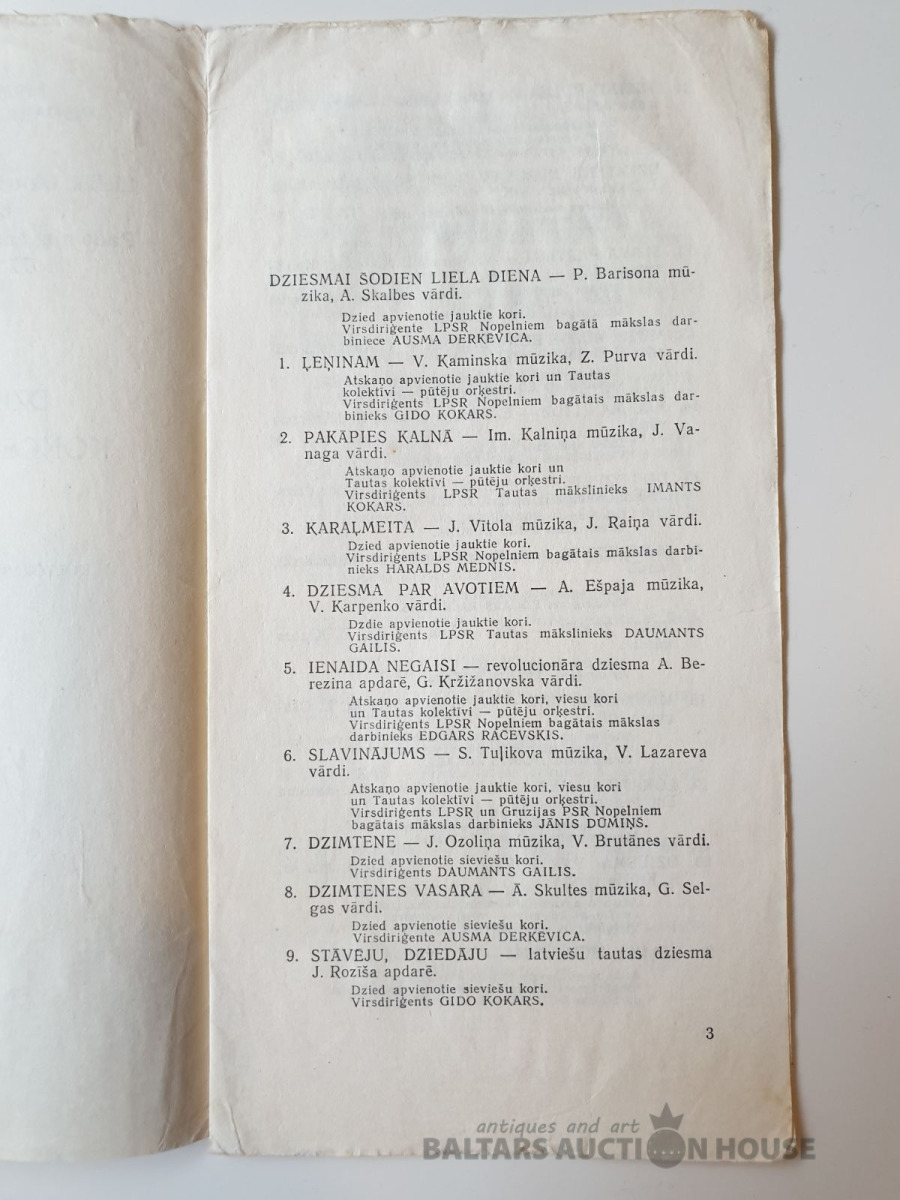 DZIESMAI ŠODIEN LIELA DIENA — P. Barisona mū-
zika, A. Skalbes vārdi.
Dzied apvienotie jauktie kori.
Virsdiriģente LPSR Nopelniem bagātā mākslas dar-
biniece AUSMA DERĶEVICA.
1. ĻEŅINAM — V. Kaminska mūzika, Z. Purva vārdi.
Atskaņo apvienotie jauktie kori un Tautas
kolektīvi — pūtēju orķestri.
Virsdiriģents LPSR Nopelniem bagātais mākslas dar-
binieks GIDO KOKARS.
2. PAKĀPIES KALNĀ — Im. Kalniņa mūzika, J. Va-
naga vārdi.
Atskaņo apvienotie jauktie kori un
Tautas kolektīvi — pūtēju orķestri.
Virsdiriģents LPSR Tautas mākslinieks IMANTS
KOKARS.
3. KARAĻMEITA — J. Vītola mūzika, J. Raiņa vārdi.
Dzied apvienotie jauktie kori.
Virsdiriģents LPSR Nopelniem bagātais mākslas darbi-
nieks HARALDS MEDNIS.
4. DZIESMA PAR AVOTIEM — A. Ešpaja mūzika,
V. Karpenko vārdi.
Dzdie apvienotie jauktie kori.
Virsdiriģents LPSR Tautas mākslinieks DAUMANTS
GAILIS.
5. IENAIDA NEGAISI — revolucionāra dziesma A. Be-
rezina apdarē, G. Kržižanovska vārdi.
Atskaņo apvienotie jauktie kori, viesu kori
un Tautas kolektīvi — pūtēju orķestri.
Virsdiriģents LPSR Nopelniem bagātais mākslas
darbinieks EDGARS RAČEVSKIS.
6. SLAVINĀJUMS — S. Tuļikova mūzika, V. Lazareva
vārdi.
Atskaņo apvienotie jauktie kori, viesu kori
un Tautas kolektīvi — pūtēju orķestri.
Virsdiriģents LPSR un Gruzijas PSR Nopelniem
bagātais mākslas darbinieks JĀNIS DŪMIŅŠ.
7. DZIMTENE — J. Ozoliņa mūzika, V. Brutānes vārdi.
Dzied apvienotie sieviešu kori.
Virsdiriģents DAUMANTS GAILIS.
8. DZIMTENES VASARA — Ā. Skultes mūzika, G. Sel-
gas vārdi.
Dzied apvienotie sieviešu kori.
Virsdiriģente AUSMA DERĶEVICA.
9. STĀVĒJU, DZIEDĀJU — latviešu tautas dziesma
J. Rozīša apdarē.
Dzied apvienotie sieviešu kori.
Virsdiriģents GIDO KOKARS.
3
antiques and art
BALTARS AUCTION HOUSE